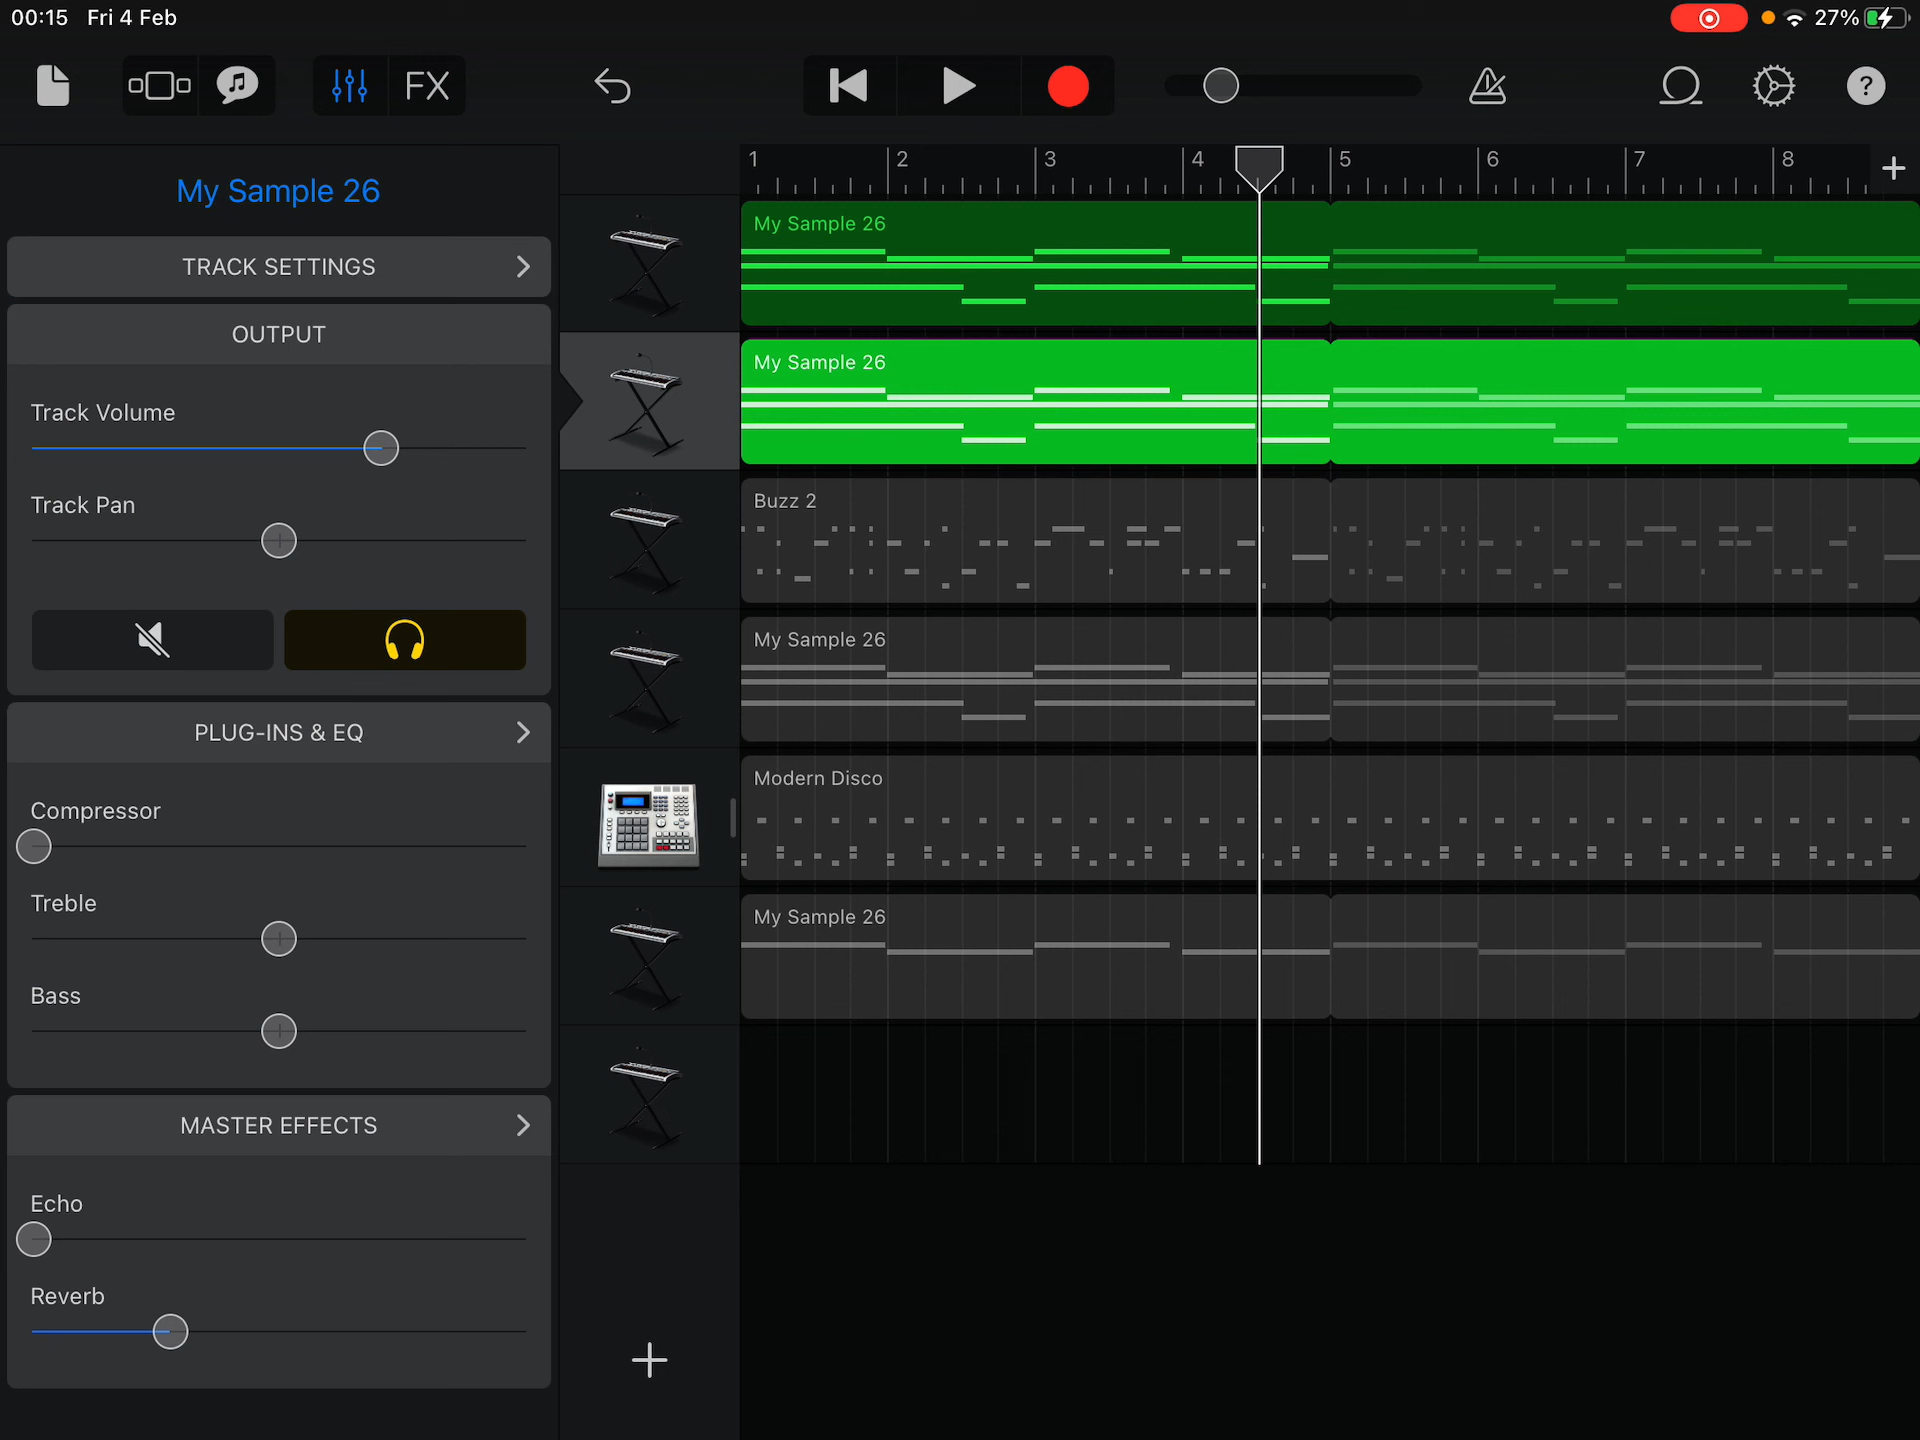 00:15 Fri 4 Feb 27%
FX
?
1 2 3 4 5 6 7 8
My Sample 26
TRACK SETTINGS
OUTPUT
Track Volume
Track Pan
PLUG-INS & EQ
Compressor
Treble
Bass
MASTER EFFECTS
Echo
Reverb
My Sample 26
My Sample 26
Buzz 2
My Sample 26
Modern Disco
My Sample 26